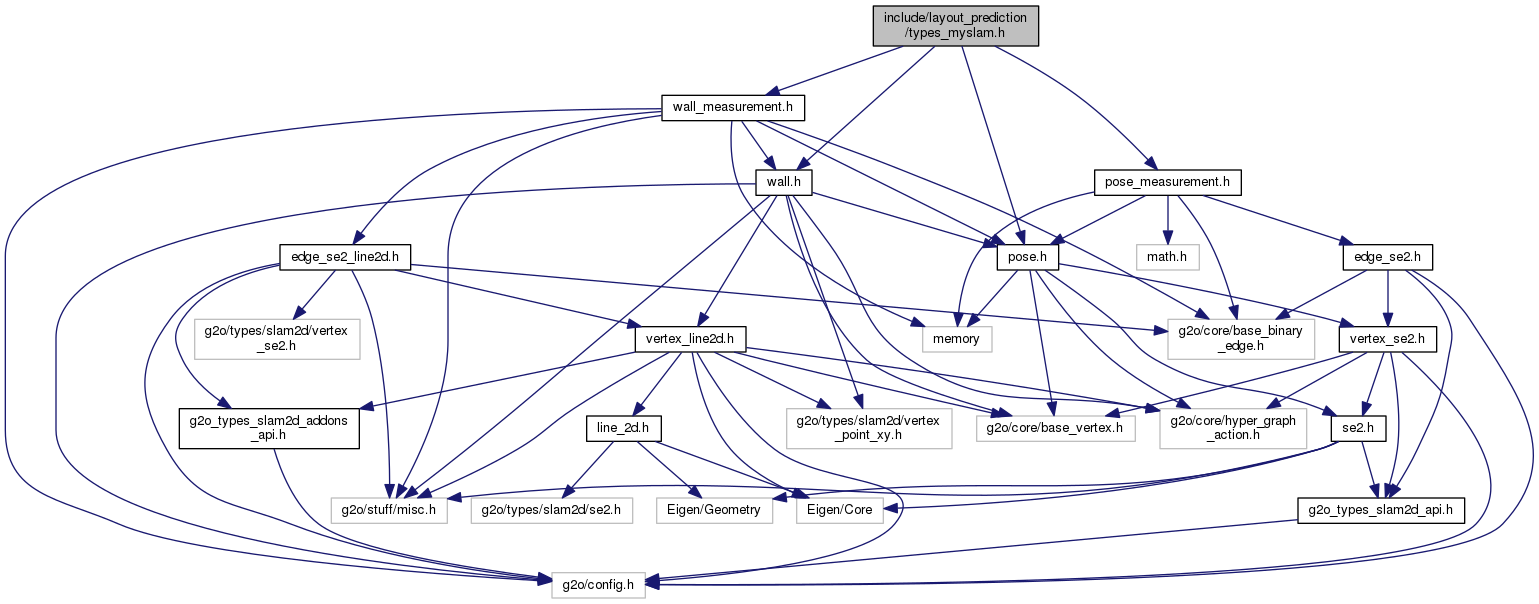 include/layout_prediction
/types_myslam.h
wall_measurement.h
wall.h
pose_measurement.h
edge_se2_line2d.h
pose.h
math.h
edge_se2.h
g2o/types/slam2d/vertex
_se2.h
vertex_line2d.h
memory
g2o/core/base_binary
_edge.h
vertex_se2.h
g2o_types_slam2d_addons
_api.h
line_2d.h
g2o/types/slam2d/vertex
_point_xy.h
g2o/core/base_vertex.h
g2o/core/hyper_graph
_action.h
se2.h
g2o/stuff/misc.h
g2o/types/slam2d/se2.h
Eigen/Geometry
Eigen/Core
g2o_types_slam2d_api.h
g2o/config.h